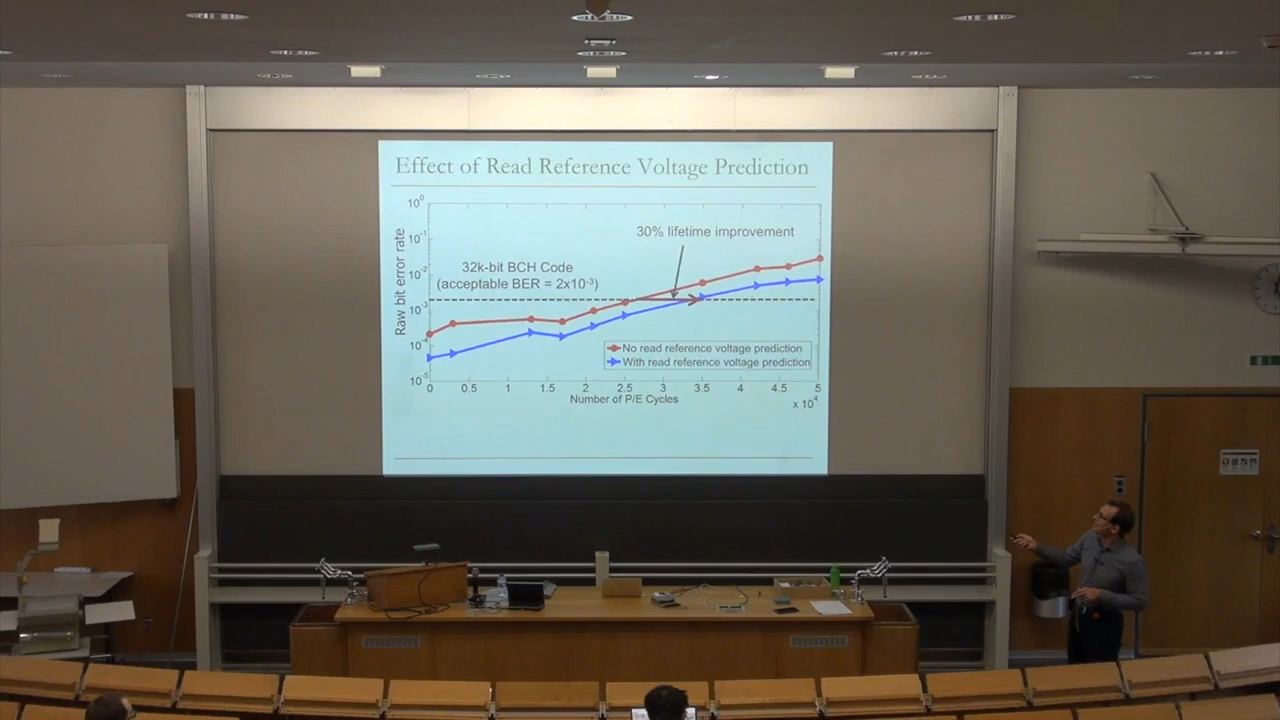 Effect of Read Reference Voltage Prediction
10⁰
10⁻¹
10⁻²
10⁻³
10⁻⁴
10⁻⁵
Raw bit error rate
30% lifetime improvement
32k-bit BCH Code
(acceptable BER = 2x10⁻³)
No read reference voltage prediction
With read reference voltage prediction
0 0.5 1 1.5 2 2.5 3 3.5 4 4.5 5
Number of P/E Cycles
x 10⁴